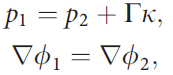 p₁ = p₂ + Γκ,
∇ϕ₁ = ∇ϕ₂,